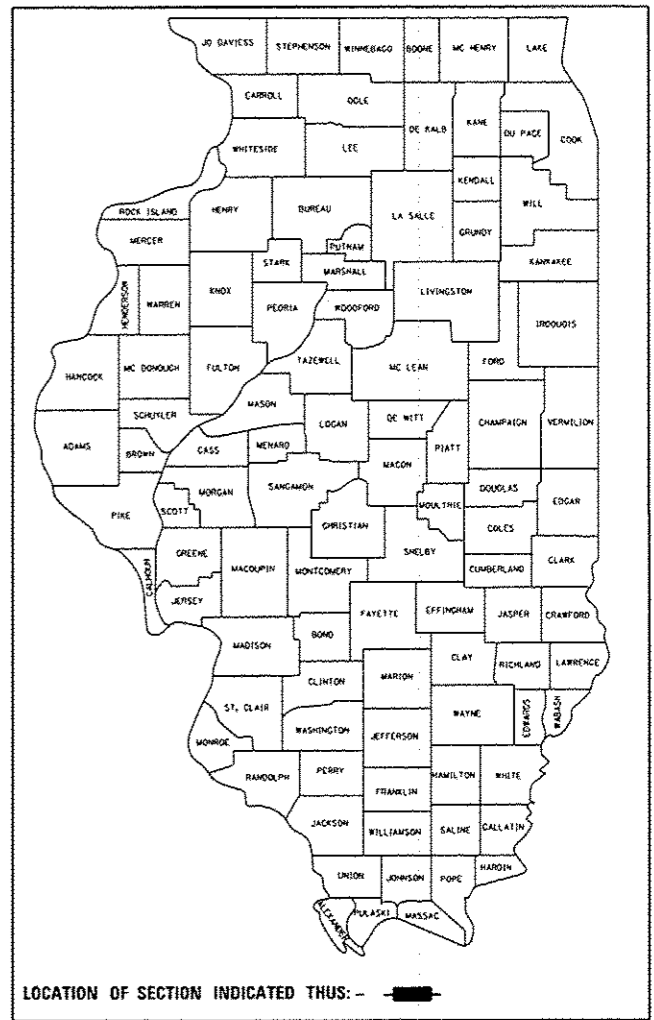 JO DAVIESS STEPHENSON WINNEBAGO BOONE MC HENRY LAKE
CARROLL OGLE DE KALB KANE DU PAGE COOK
WHITESIDE LEE
KENDALL
ROCK ISLAND HENRY BUREAU LA SALLE GRUNDY WILL
MERCER PUTNAM
STARK MARSHALL KANKAKEE
HENDERSON WARREN KNOX PEORIA WOODFORD LIVINGSTON IROQUOIS
HANCOCK MC DONOUGH FULTON TAZEWELL MC LEAN FORD
MASON
SCHUYLER LOGAN DE WITT CHAMPAIGN VERMILION
ADAMS BROWN CASS MENARD MACON PIATT
MORGAN SANGAMON DOUGLAS EDGAR
PIKE SCOTT CHRISTIAN MOULTRIE COLES
GREENE MACOUPIN MONTGOMERY SHELBY CUMBERLAND CLARK
CALHOUN JERSEY FAYETTE EFFINGHAM JASPER CRAWFORD
MADISON BOND
CLAY RICHLAND LAWRENCE
CLINTON MARION
ST. CLAIR WAYNE EDWARDS WABASH
MONROE WASHINGTON JEFFERSON
RANDOLPH PERRY HAMILTON WHITE
FRANKLIN
JACKSON WILLIAMSON SALINE GALLATIN
UNION JOHNSON POPE HARDIN
ALEXANDER PULASKI MASSAC
LOCATION OF SECTION INDICATED THUS: -